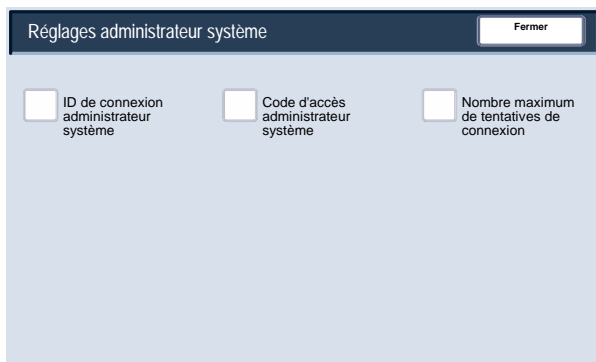 Réglages administrateur système
Fermer
ID de connexion
administrateur
système
Code d'accès
administrateur
système
Nombre maximum
de tentatives de
connexion